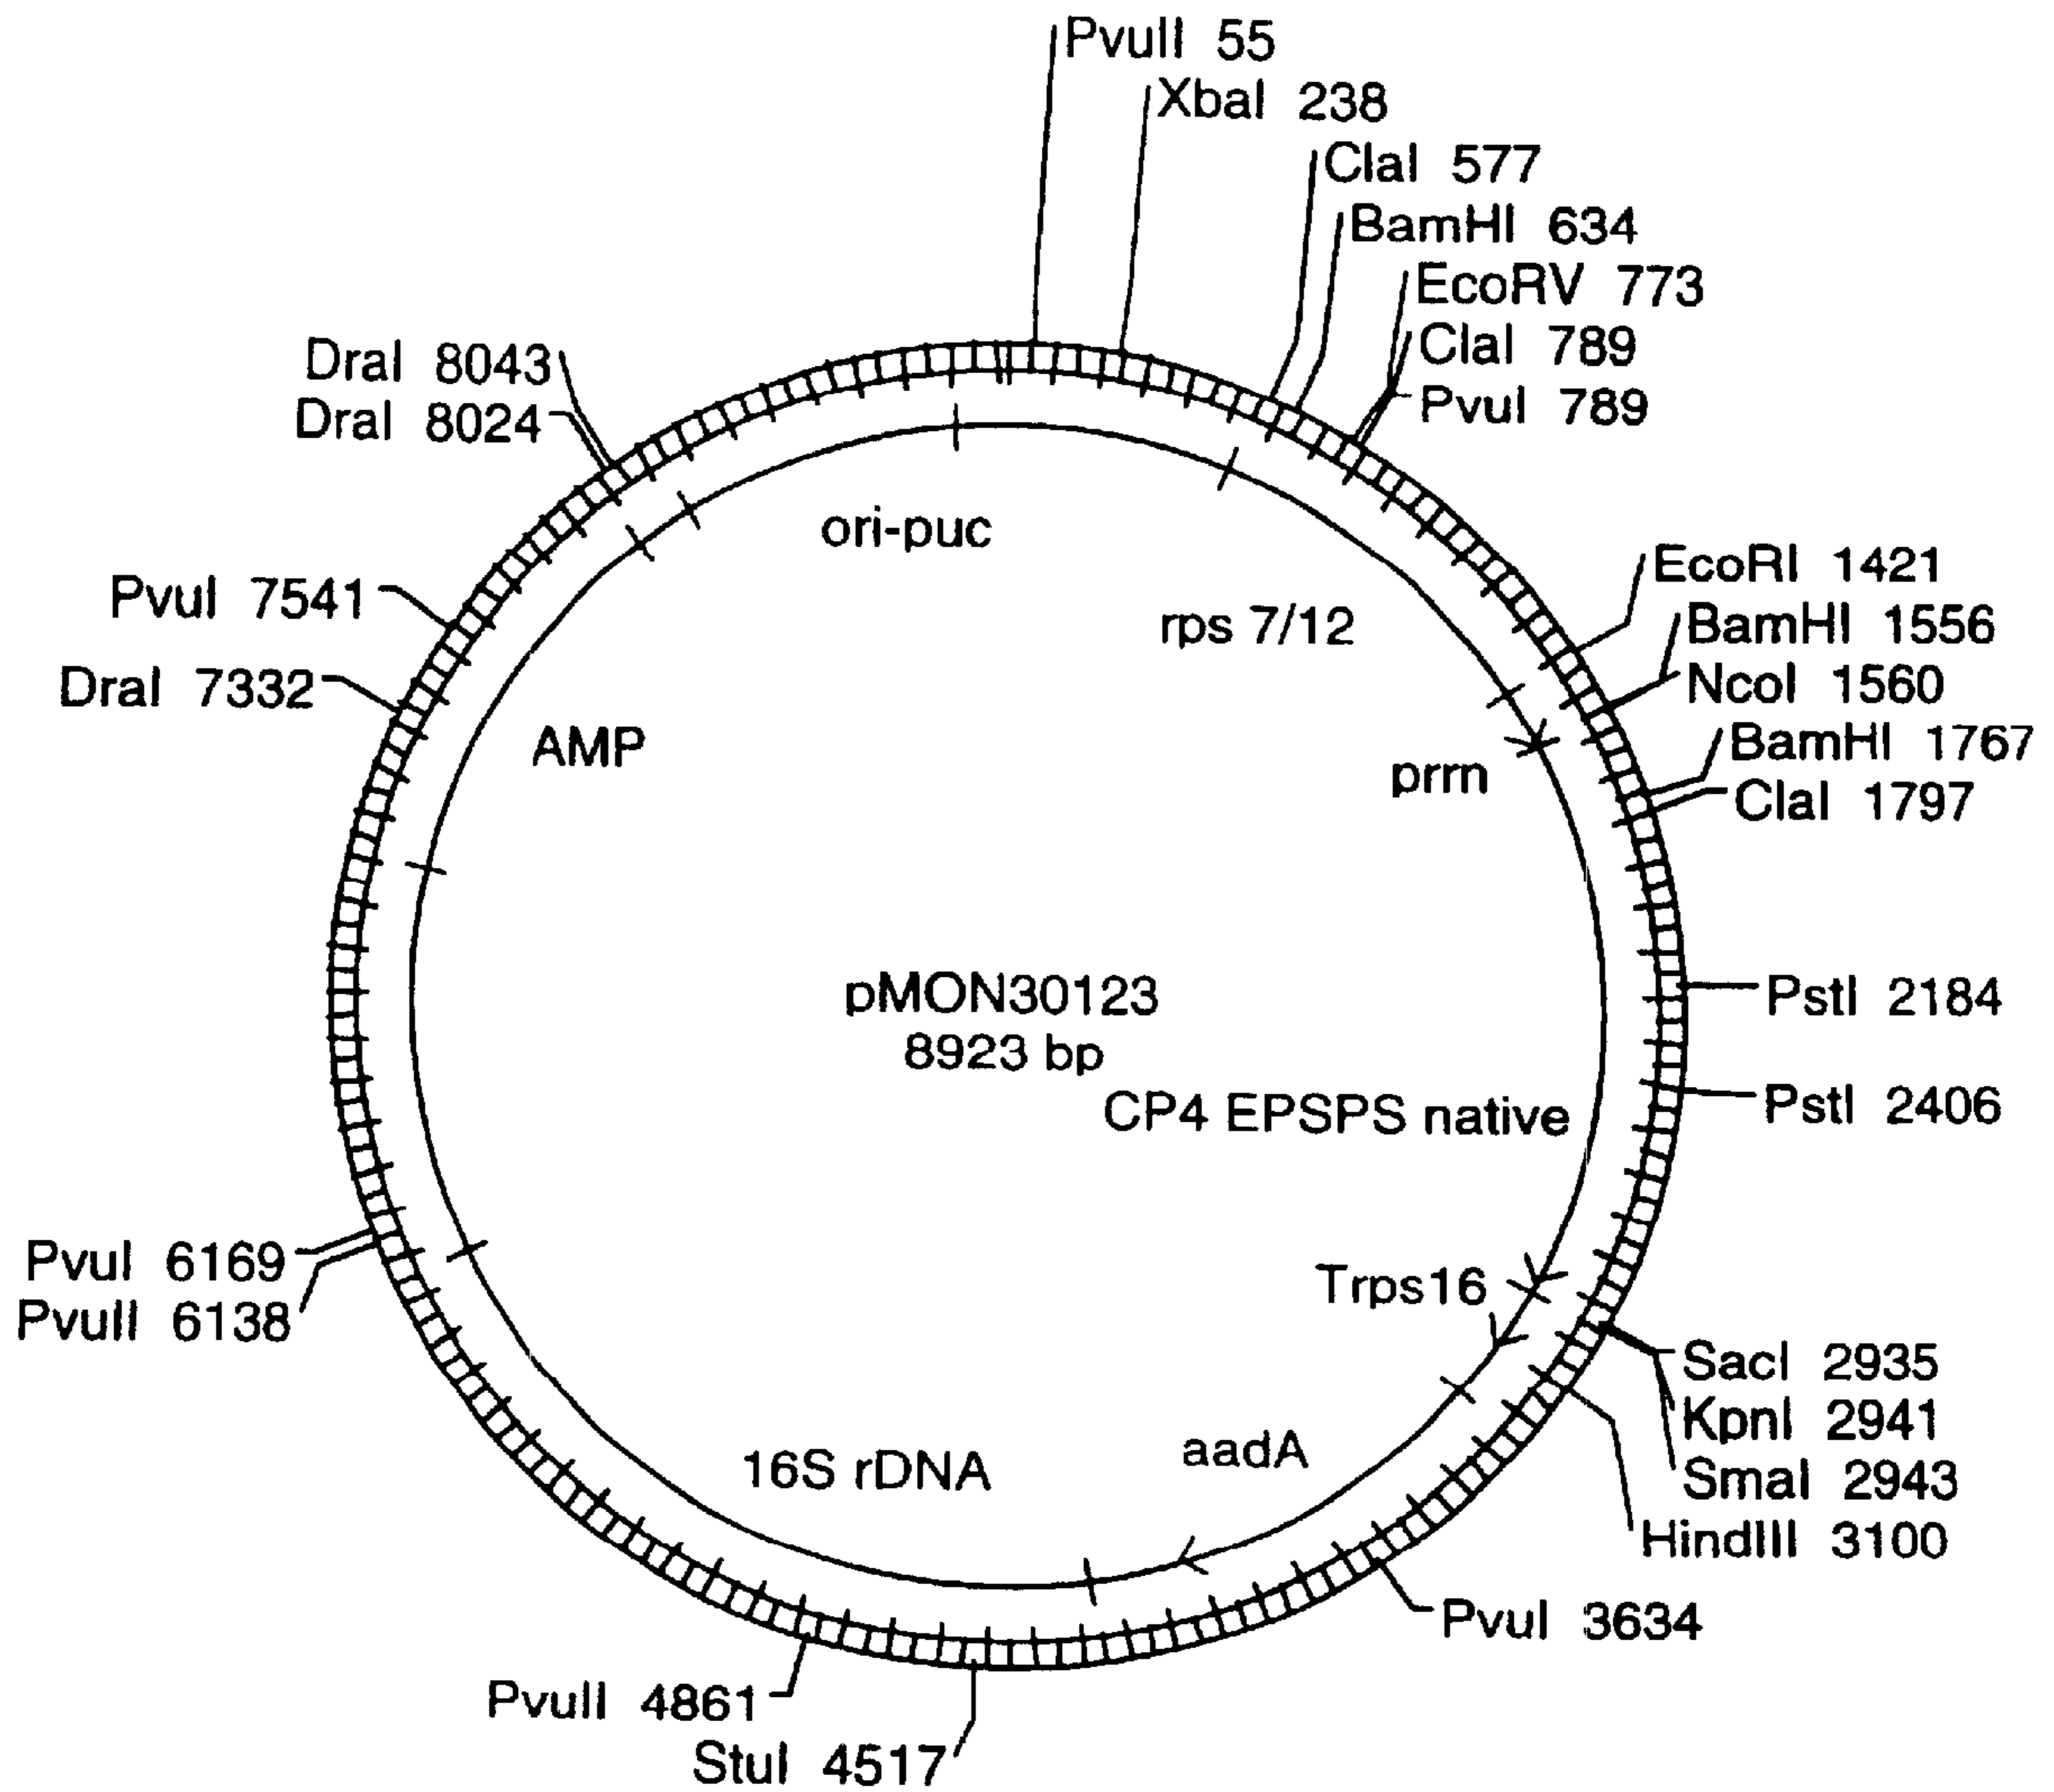 PvuII 55
XbaI 238
ClaI 577
BamHI 634
EcoRV 773
ClaI 789
PvuI 789
DraI 8043
DraI 8024
ori-puc
EcoRI 1421
BamHI 1556
NcoI 1560
BamHI 1767
ClaI 1797
PvuI 7541
DraI 7332
rps 7/12
AMP
prrn
pMON30123
8923 bp
PstI 2184
PstI 2406
CP4 EPSPS native
PvuI 6169
PvuII 6138
Trps16
SacI 2935
KpnI 2941
SmaI 2943
HindIII 3100
aadA
16S rDNA
PvuI 3634
PvuII 4861
StuI 4517